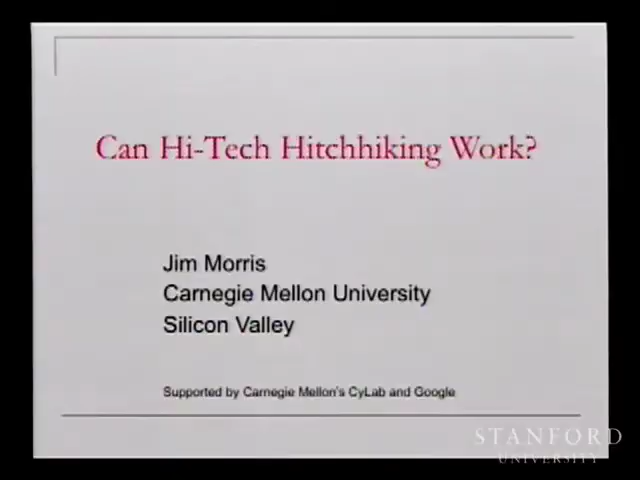 Can Hi-Tech Hitchhiking Work?
Jim Morris
Carnegie Mellon University
Silicon Valley
Supported by Carnegie Mellon's CyLab and Google
STANFORD
UNIVERSITY